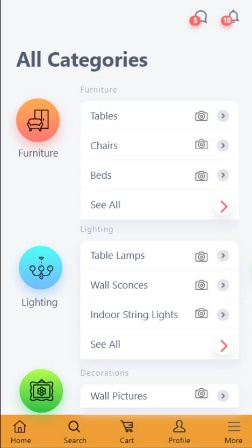 5
10
All Categories
Furniture
Tables
Chairs
Furniture
Beds
See All
Lighting
Table Lamps
Wall Sconces
Lighting
Indoor String Lights
See All
Decorations
Wall Pictures
Home Search Cart Profile More